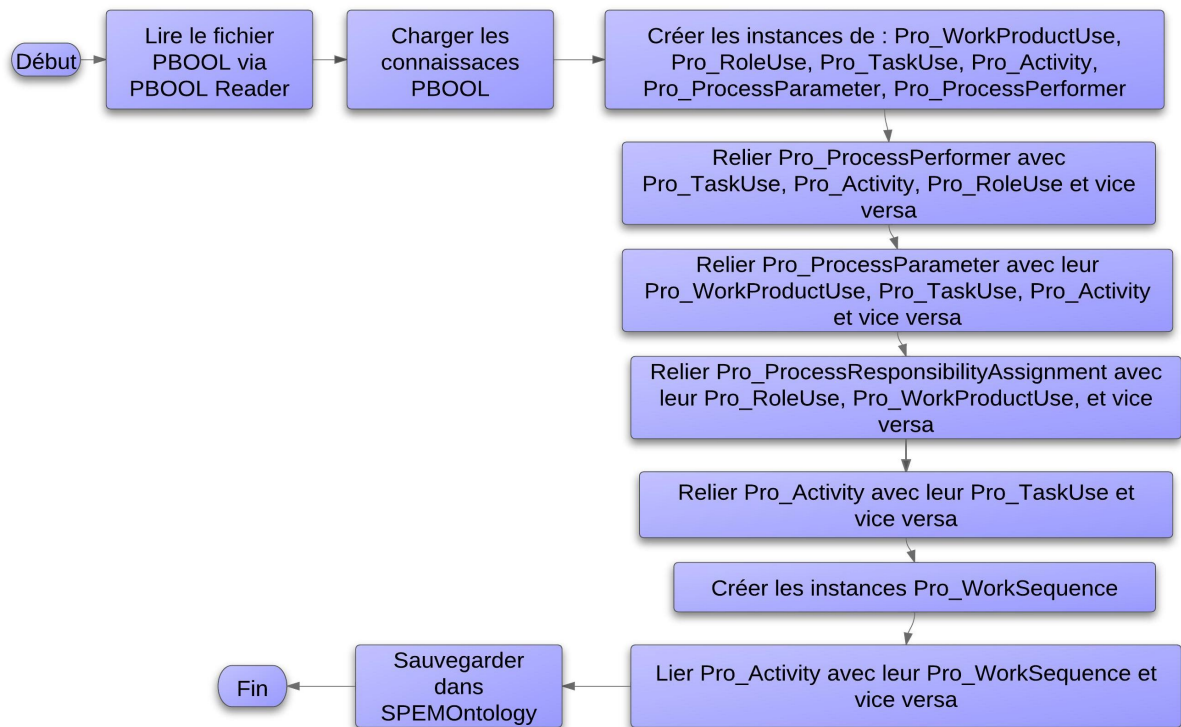 Début
Lire le fichier
PBOOL via
PBOOL Reader
Charger les
connaissaces
PBOOL
Créer les instances de : Pro_WorkProductUse,
Pro_RoleUse, Pro_TaskUse, Pro_Activity,
Pro_ProcessParameter, Pro_ProcessPerformer
Relier Pro_ProcessPerformer avec
Pro_TaskUse, Pro_Activity, Pro_RoleUse et vice
versa
Relier Pro_ProcessParameter avec leur
Pro_WorkProductUse, Pro_TaskUse, Pro_Activity
et vice versa
Relier Pro_ProcessResponsibilityAssignment avec
leur Pro_RoleUse, Pro_WorkProductUse, et vice
versa
Relier Pro_Activity avec leur Pro_TaskUse et
vice versa
Créer les instances Pro_WorkSequence
Lier Pro_Activity avec leur Pro_WorkSequence et
vice versa
Sauvegarder
dans
SPEMOntology
Fin